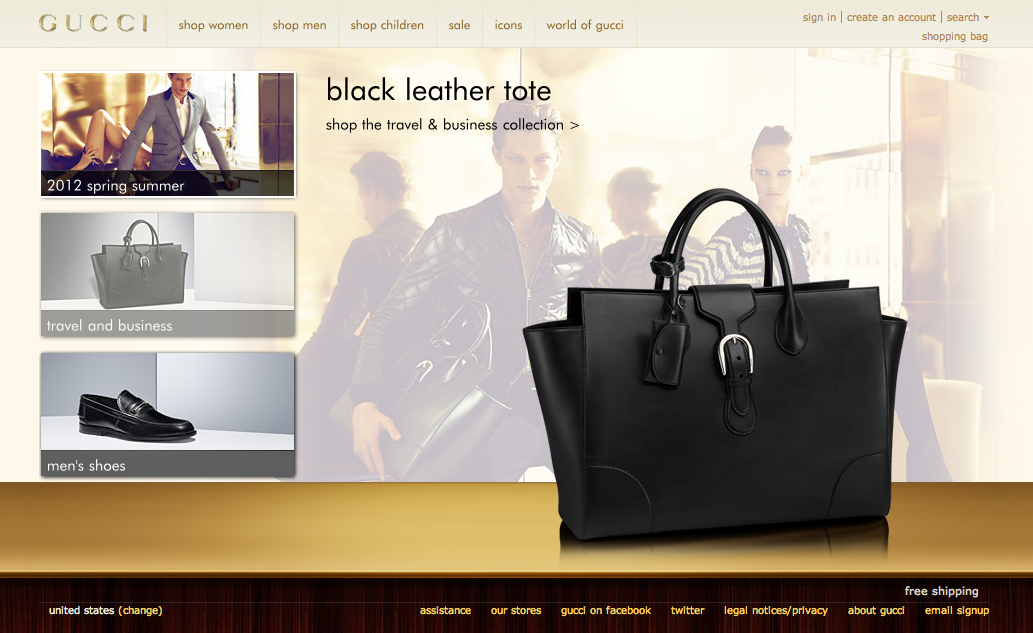 GUCCI
shop women
shop men
shop children
sale
icons
world of gucci
sign in | create an account | search
shopping bag
black leather tote
shop the travel & business collection >
2012 spring summer
travel and business
men's shoes
free shipping
united states (change)
assistance
our stores
gucci on facebook
twitter
legal notices/privacy
about gucci
email signup